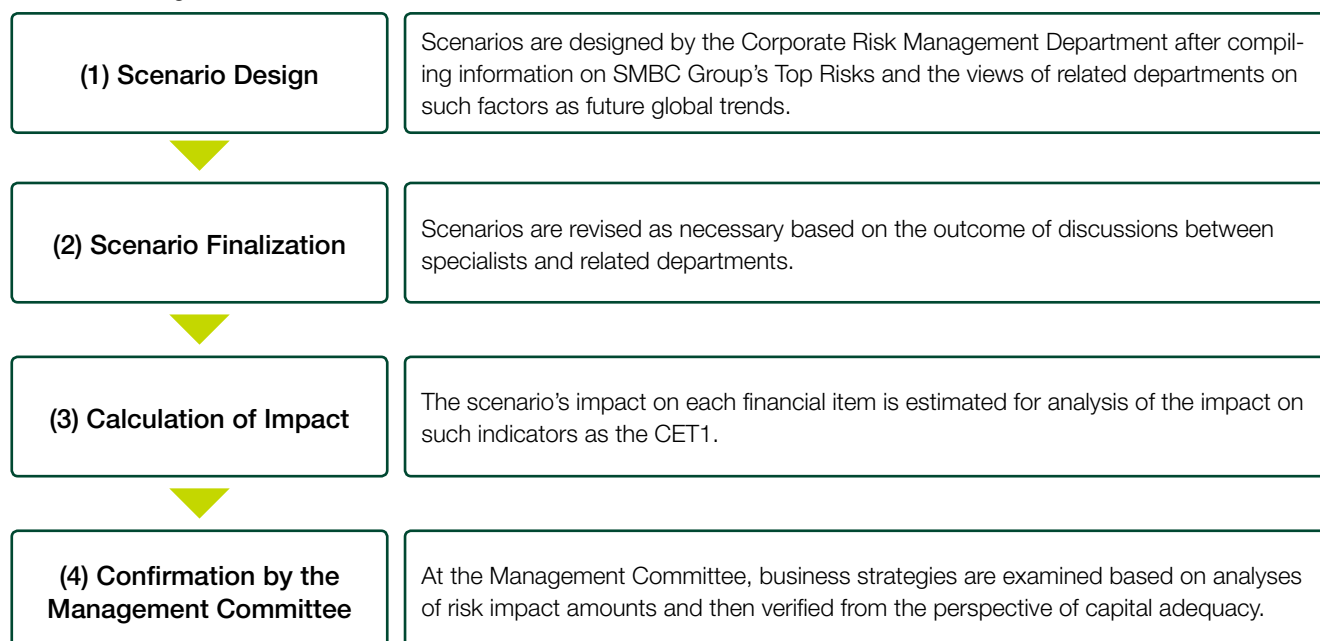 (1) Scenario Design
Scenarios are designed by the Corporate Risk Management Department after compil-
ing information on SMBC Group's Top Risks and the views of related departments on
such factors as future global trends.
(2) Scenario Finalization
Scenarios are revised as necessary based on the outcome of discussions between
specialists and related departments.
(3) Calculation of Impact
The scenario's impact on each financial item is estimated for analysis of the impact on
such indicators as the CET1.
(4) Confirmation by the
Management Committee
At the Management Committee, business strategies are examined based on analyses
of risk impact amounts and then verified from the perspective of capital adequacy.